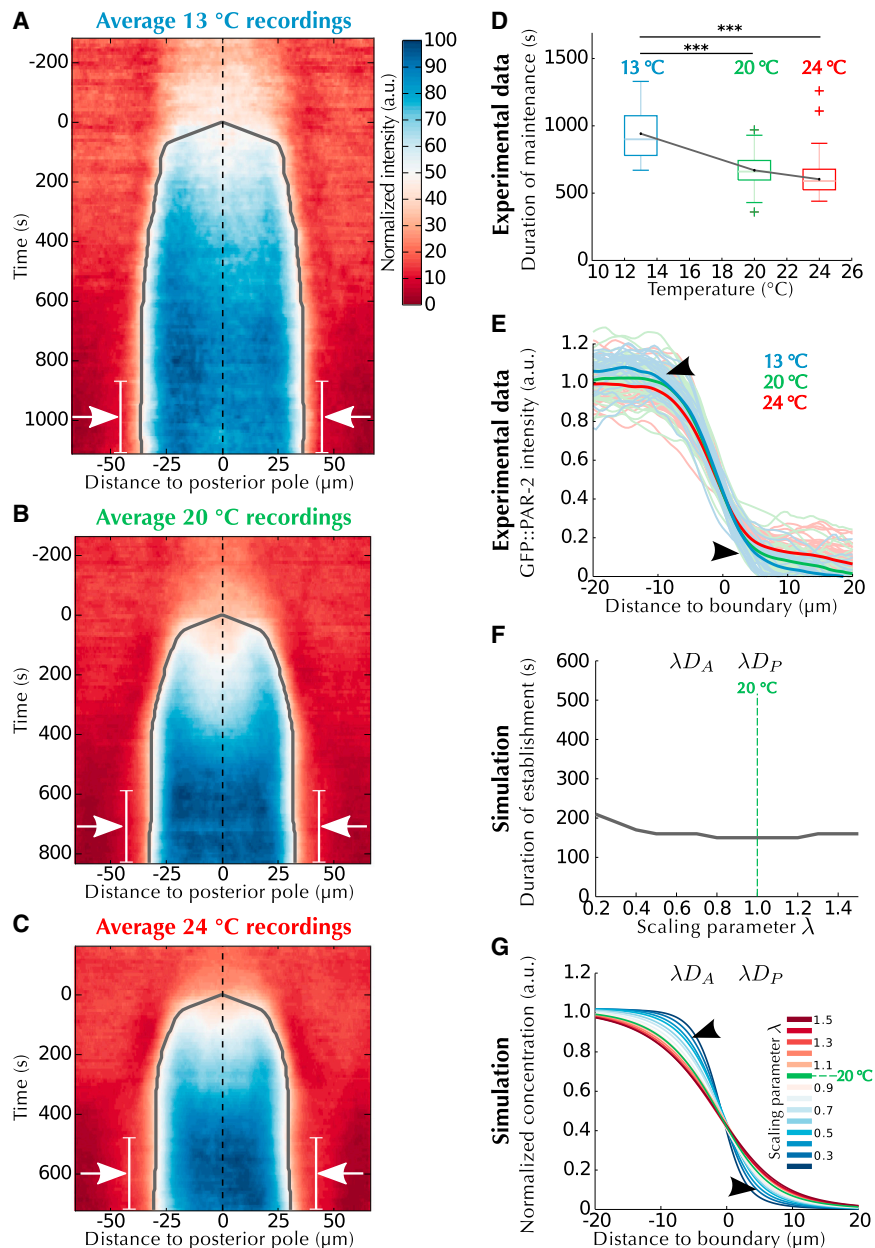 A
Average 13 °C recordings
-200
0
200
400
600
800
1000
Time (s)
-50
-25
0
25
50
Distance to posterior pole (µm)
100
90
80
70
60
50
40
30
20
10
0
Normalized intensity (a.u.)
B
Average 20 °C recordings
-200
0
200
400
600
800
Time (s)
-50
-25
0
25
50
Distance to posterior pole (µm)
C
Average 24 °C recordings
0
200
400
600
Time (s)
-50
-25
0
25
50
Distance to posterior pole (µm)
D
Experimental data
Duration of maintenance (s)
1500
1000
500
0
***
***
13 °C
20 °C
24 °C
10 12 14 16 18 20 22 24 26
Temperature (°C)
E
Experimental data
GFP::PAR-2 intensity (a.u.)
1.2
1.0
0.8
0.6
0.4
0.2
0
13 °C
20 °C
24 °C
-20 -10 0 10 20
Distance to boundary (µm)
F
Simulation
Duration of establishment (s)
600
500
400
300
200
100
0
λD_A λD_P
20 °C
0.2 0.4 0.6 0.8 1.0 1.2 1.4
Scaling parameter λ
G
Simulation
Normalized concentration (a.u.)
1.2
1.0
0.8
0.6
0.4
0.2
0
λD_A λD_P
Scaling parameter λ
1.5
1.3
1.1
20 °C
0.9
0.7
0.5
0.3
-20 -10 0 10 20
Distance to boundary (µm)